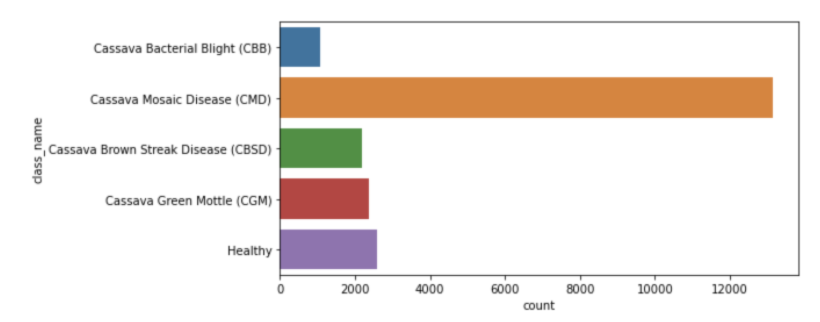 Cassava Bacterial Blight (CBB)
Cassava Mosaic Disease (CMD)
class_name
Cassava Brown Streak Disease (CBSD)
Cassava Green Mottle (CGM)
Healthy
0 2000 4000 6000 8000 10000 12000
count